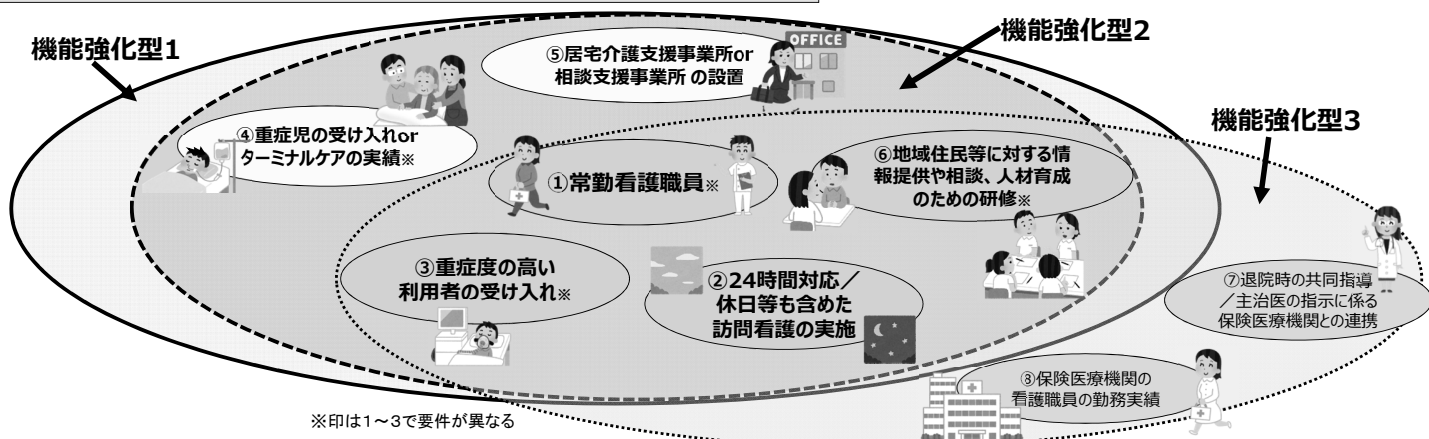 機能強化型1
⑤居宅介護支援事業所or
相談支援事業所 の設置
OFFICE
機能強化型2
④重症児の受け入れor
ターミナルケアの実績※
①常勤看護職員※
⑥地域住民等に対する情
報提供や相談、人材育成
のための研修※
機能強化型3
③重症度の高い
利用者の受け入れ※
②24時間対応／
休日等も含めた
訪問看護の実施
⑦退院時の共同指導
／主治医の指示に係る
保険医療機関との連携
⑧保険医療機関の
看護職員の勤務実績
※印は1～3で要件が異なる